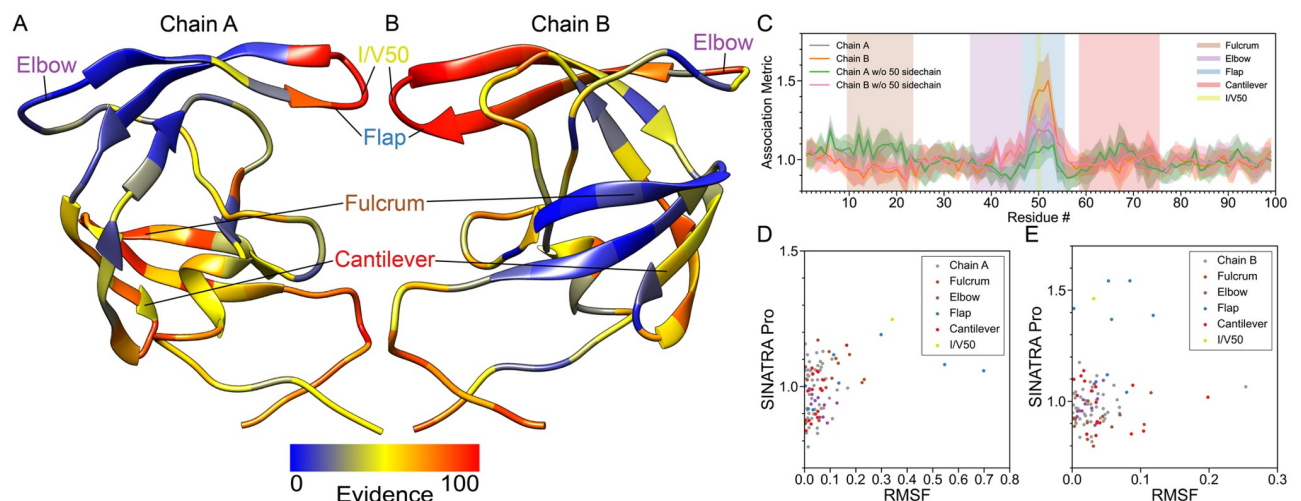 A
Chain A
B
Chain B
Elbow
I/V50
Elbow
Flap
Fulcrum
Cantilever
0
100
Evidence
C
Association Metric
1.5
1.0
Chain A
Chain B
Chain A w/o 50 sidechain
Chain B w/o 50 sidechain
Fulcrum
Elbow
Flap
Cantilever
I/V50
10 20 30 40 50 60 70 80 90 100
Residue #
D
SINATRA Pro
1.5
1.0
Chain A
Fulcrum
Elbow
Flap
Cantilever
I/V50
0.0 0.1 0.2 0.3 0.4 0.5 0.6 0.7 0.8
RMSF
E
SINATRA Pro
1.5
1.0
Chain B
Fulcrum
Elbow
Flap
Cantilever
I/V50
0.0 0.1 0.2 0.3
RMSF